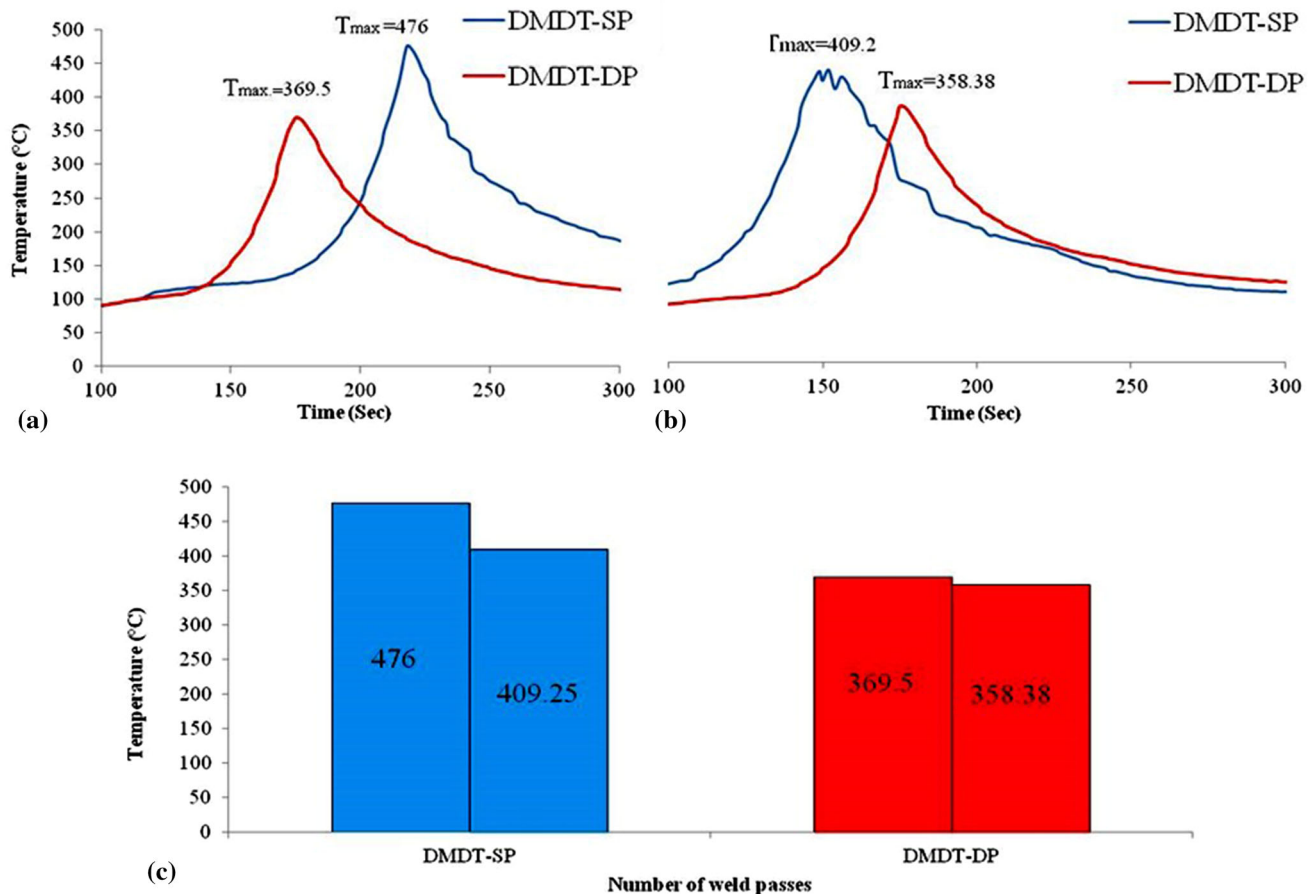 DMDT-SP
DMDT-DP
Tmax =476
Tmax.=369.5
500
450
400
350
300
250
200
150
100
50
0
Temperature (°C)
100 150 200 250 300
Time (Sec)
(a)
DMDT-SP
DMDT-DP
Γmax=409.2
Tmax=358.38
100 150 200 250 300
Time (Sec)
(b)
500
450
400
350
300
250
200
150
100
50
0
Temperature (°C)
476
409.25
369.5
358.38
DMDT-SP DMDT-DP
Number of weld passes
(c)